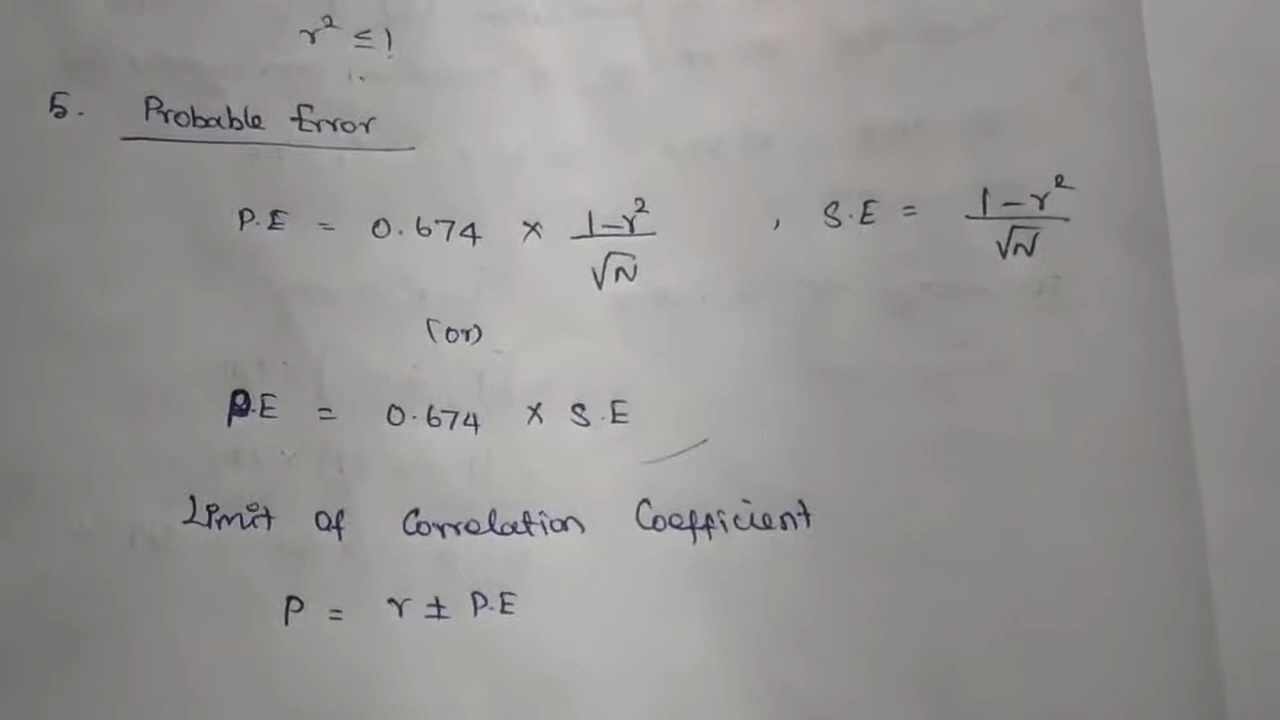 r² ≤ 1
5. Probable Error
P.E = 0.674 × (1-r²)/√N , S.E = (1-r²)/√N
(or)
P.E = 0.674 × S.E
Limit of Correlation Coefficient
P = r ± P.E